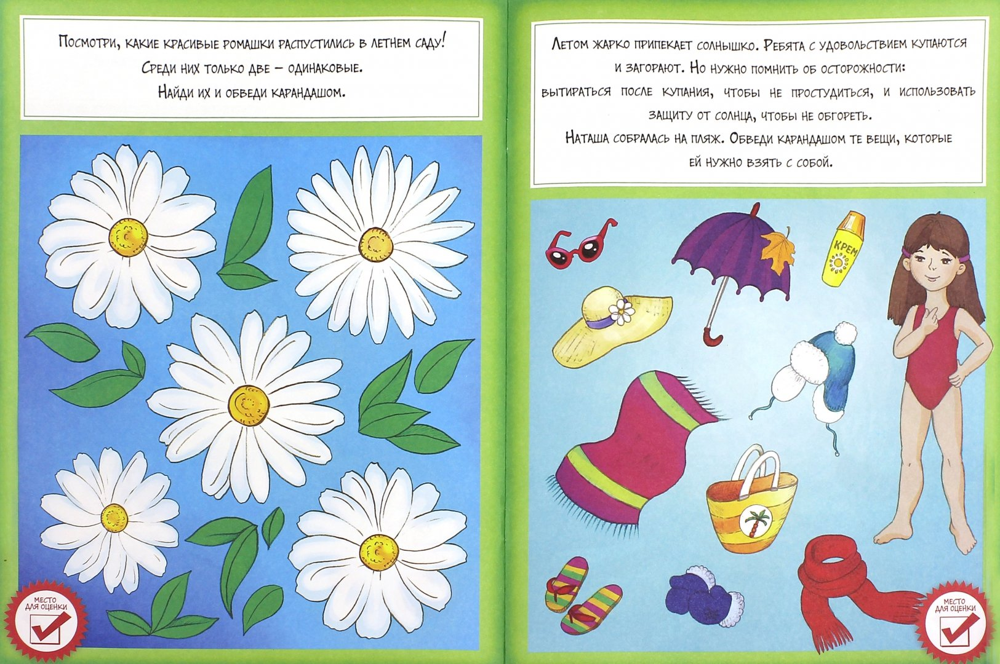 Посмотри, какие красивые ромашки распустились в летнем саду!
Среди них только две – одинаковые.
Найди их и обведи карандашом.
МЕСТО
ДЛЯ ОЦЕНКИ
Летом жарко припекает солнышко. Ребята с удовольствием купаются
и загорают. Но нужно помнить об осторожности:
вытираться после купания, чтобы не простудиться, и использовать
защиту от солнца, чтобы не обгореть.
Наташа собралась на пляж. Обведи карандашом те вещи, которые
ей нужно взять с собой.
КРЕМ
МЕСТО
ДЛЯ ОЦЕНКИ